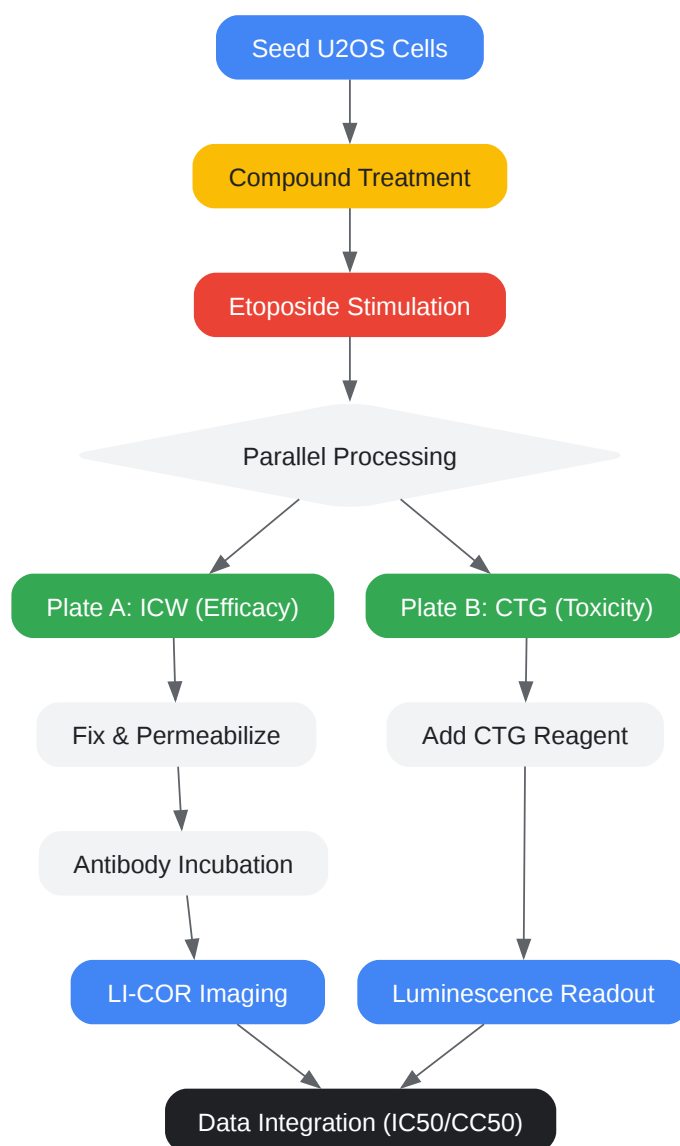 Seed U2OS Cells
Compound Treatment
Etoposide Stimulation
Parallel Processing
Plate A: ICW (Efficacy)
Plate B: CTG (Toxicity)
Fix & Permeabilize
Add CTG Reagent
Antibody Incubation
LI-COR Imaging
Luminescence Readout
Data Integration (IC50/CC50)